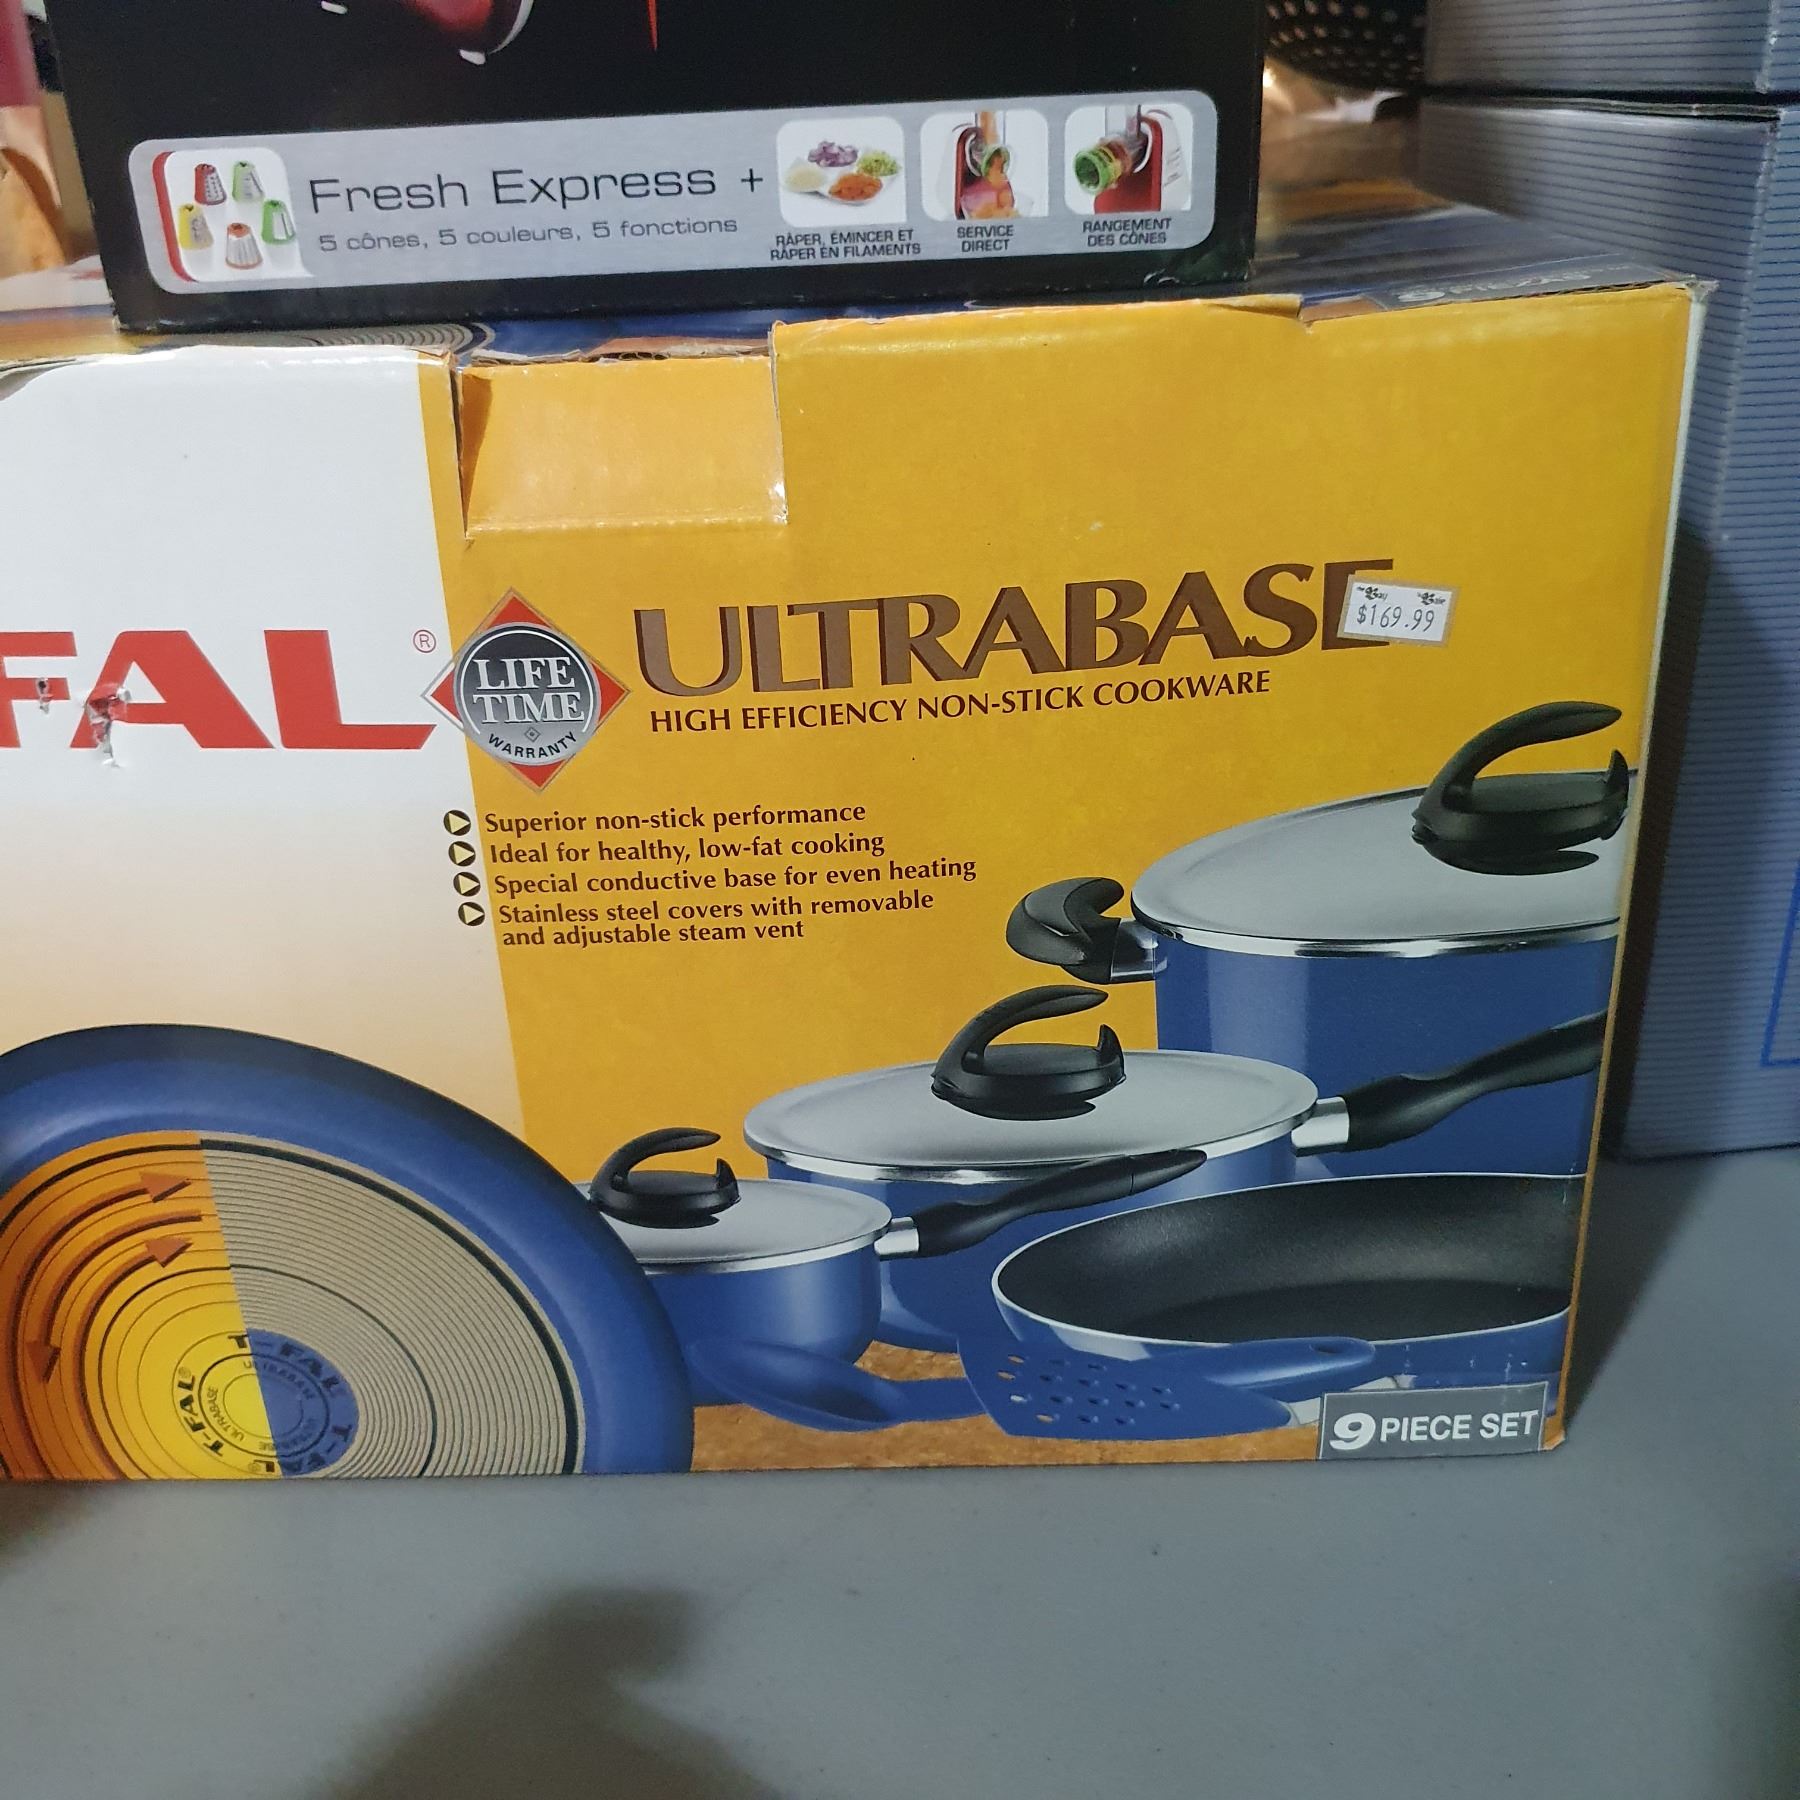 Fresh Express +
5 cônes, 5 couleurs, 5 fonctions
RÂPER, ÉMINCER ET
RÂPER EN FILAMENTS
SERVICE
DIRECT
RANGEMENT
DES CÔNES
FAL®
LIFE
TIME
WARRANTY
ULTRABASE
$169.99
HIGH EFFICIENCY NON-STICK COOKWARE
Superior non-stick performance
Ideal for healthy, low-fat cooking
Special conductive base for even heating
Stainless steel covers with removable
and adjustable steam vent
T-FAL
ULTRABASE
T-FAL®
ULTRABASE
9 PIECE SET